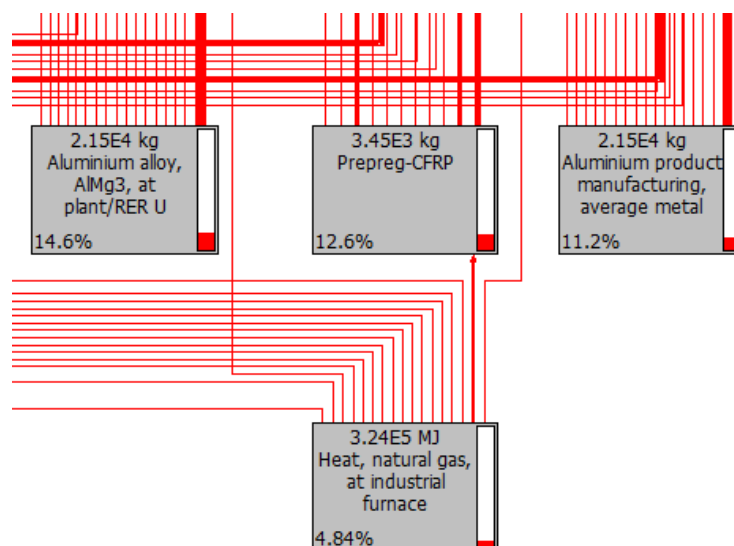 2.15E4 kg
Aluminium alloy,
AlMg3, at
plant/RER U
14.6%
3.45E3 kg
Prepreg-CFRP
12.6%
2.15E4 kg
Aluminium product
manufacturing,
average metal
11.2%
3.24E5 MJ
Heat, natural gas,
at industrial
furnace
4.84%